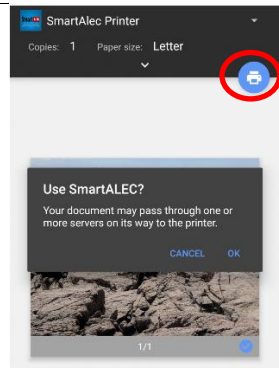 SmartAlec Printer
Copies: 1 Paper size: Letter
Use SmartALEC?
Your document may pass through one or
more servers on its way to the printer.
CANCEL OK
1/1